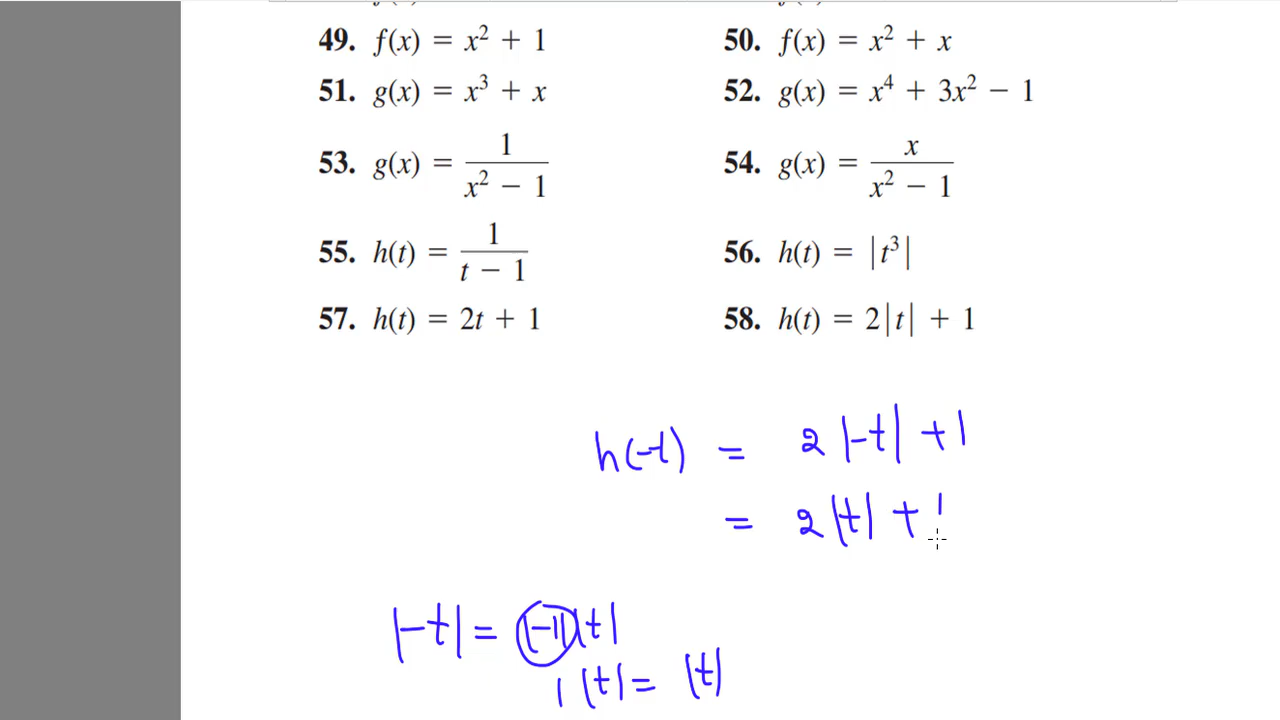 49. f(x) = x² + 1
50. f(x) = x² + x
51. g(x) = x³ + x
52. g(x) = x⁴ + 3x² − 1
53. g(x) = 1 / (x² − 1)
54. g(x) = x / (x² − 1)
55. h(t) = 1 / (t − 1)
56. h(t) = |t³|
57. h(t) = 2t + 1
58. h(t) = 2|t| + 1
h(-t) = 2 |-t| + 1
= 2 |t| + 1
|-t| = |-1||t|
1 |t| = |t|